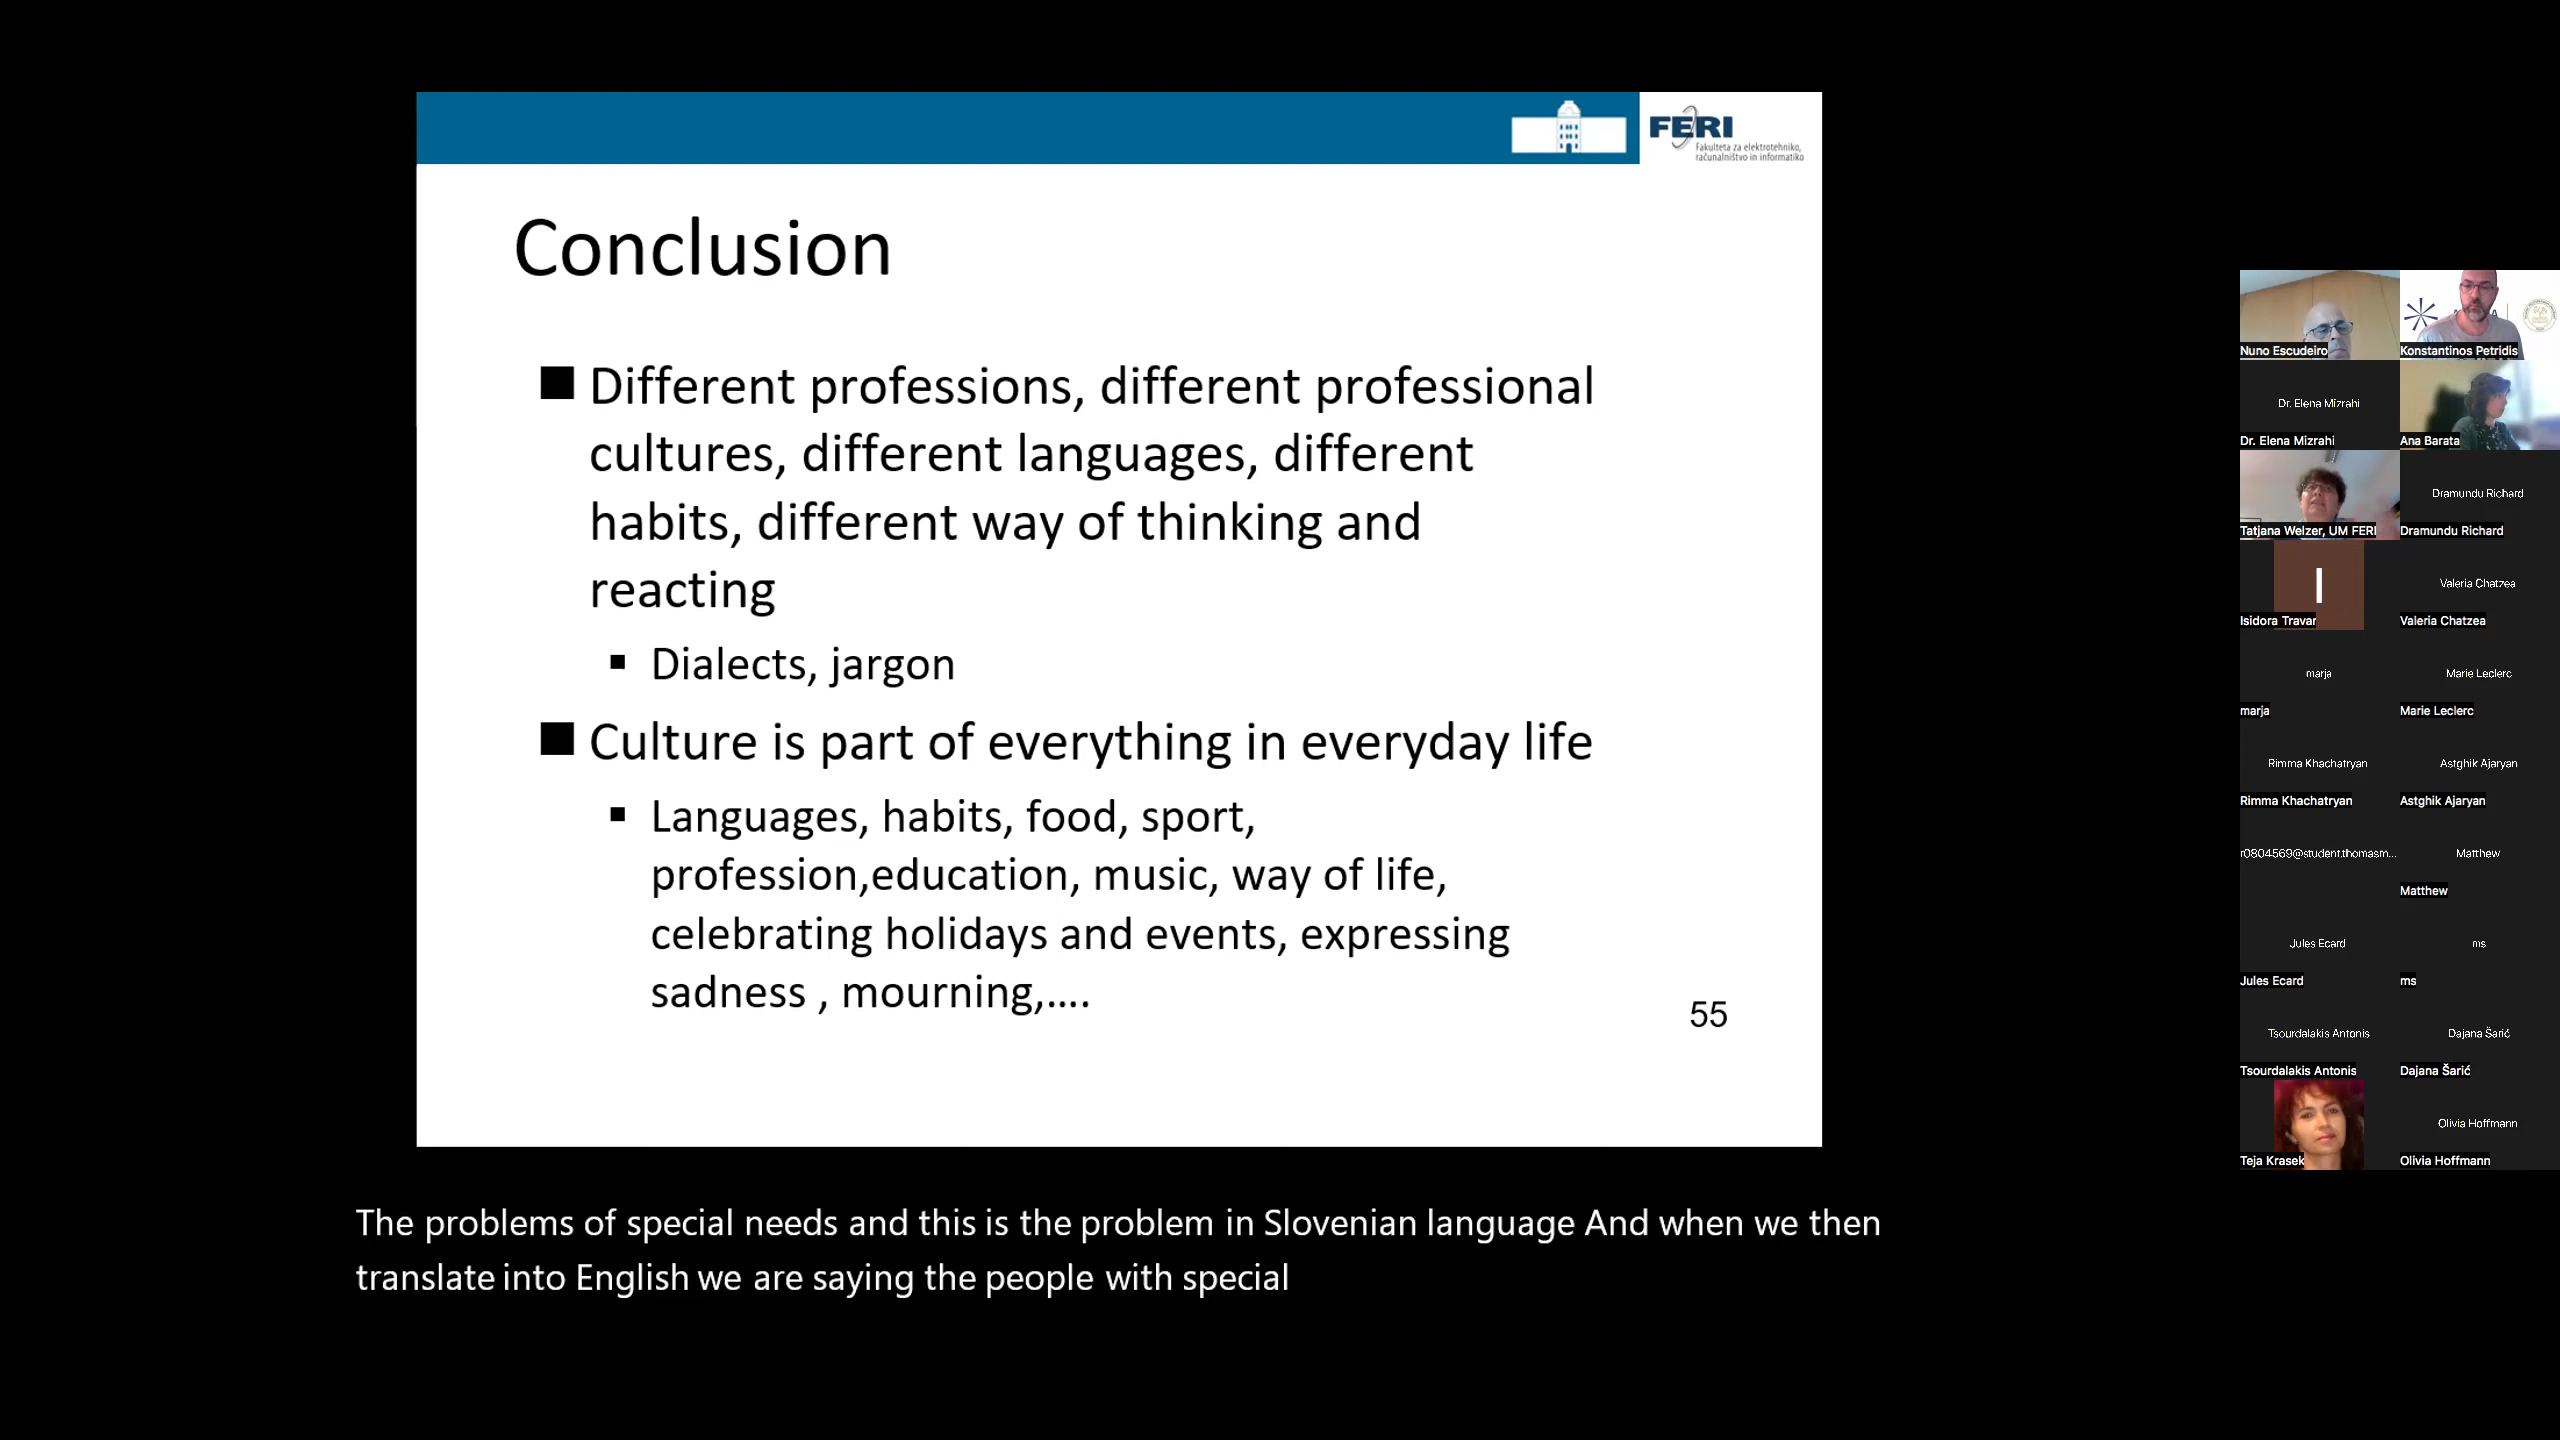 FERI
Fakulteta za elektrotehniko,
računalništvo in informatiko
Conclusion
Different professions, different professional
cultures, different languages, different
habits, different way of thinking and
reacting
Dialects, jargon
Culture is part of everything in everyday life
Languages, habits, food, sport,
profession,education, music, way of life,
celebrating holidays and events, expressing
sadness , mourning,....
55
The problems of special needs and this is the problem in Slovenian language And when we then
translate into English we are saying the people with special
Nuno Escudeiro
Konstantinos Petridis
Dr. Elena Mizrahi
Dr. Elena Mizrahi
Ana Barata
Tatjana Welzer, UM FERI
Dramundu Richard
Dramundu Richard
I
Isidora Travar
Valeria Chatzea
Valeria Chatzea
marja
marja
Marie Leclerc
Marie Leclerc
Rimma Khachatryan
Rimma Khachatryan
Astghik Ajaryan
Astghik Ajaryan
r0804569@student.thomasm...
Matthew
Matthew
Jules Ecard
Jules Ecard
ms
ms
Tsourdalakis Antonis
Tsourdalakis Antonis
Dajana Šarić
Dajana Šarić
Teja Krasek
Olivia Hoffmann
Olivia Hoffmann